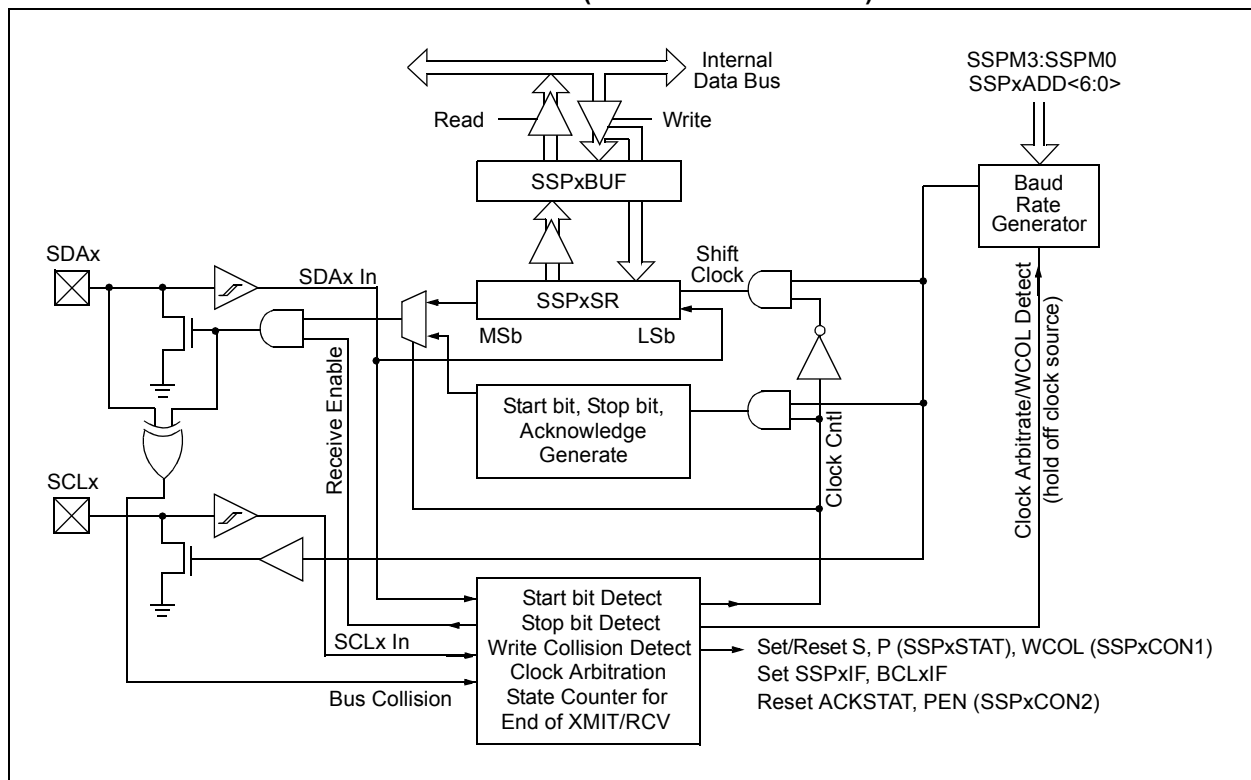 Internal
Data Bus
SSPM3:SSPM0
SSPxADD<6:0>
Read
Write
SSPxBUF
Baud
Rate
Generator
SDAx
SDAx In
Shift
Clock
SSPxSR
MSb
LSb
Start bit, Stop bit,
Acknowledge
Generate
Receive Enable
Clock Cntl
Clock Arbitrate/WCOL Detect
(hold off clock source)
SCLx
SCLx In
Bus Collision
Start bit Detect
Stop bit Detect
Write Collision Detect
Clock Arbitration
State Counter for
End of XMIT/RCV
Set/Reset S, P (SSPxSTAT), WCOL (SSPxCON1)
Set SSPxIF, BCLxIF
Reset ACKSTAT, PEN (SSPxCON2)